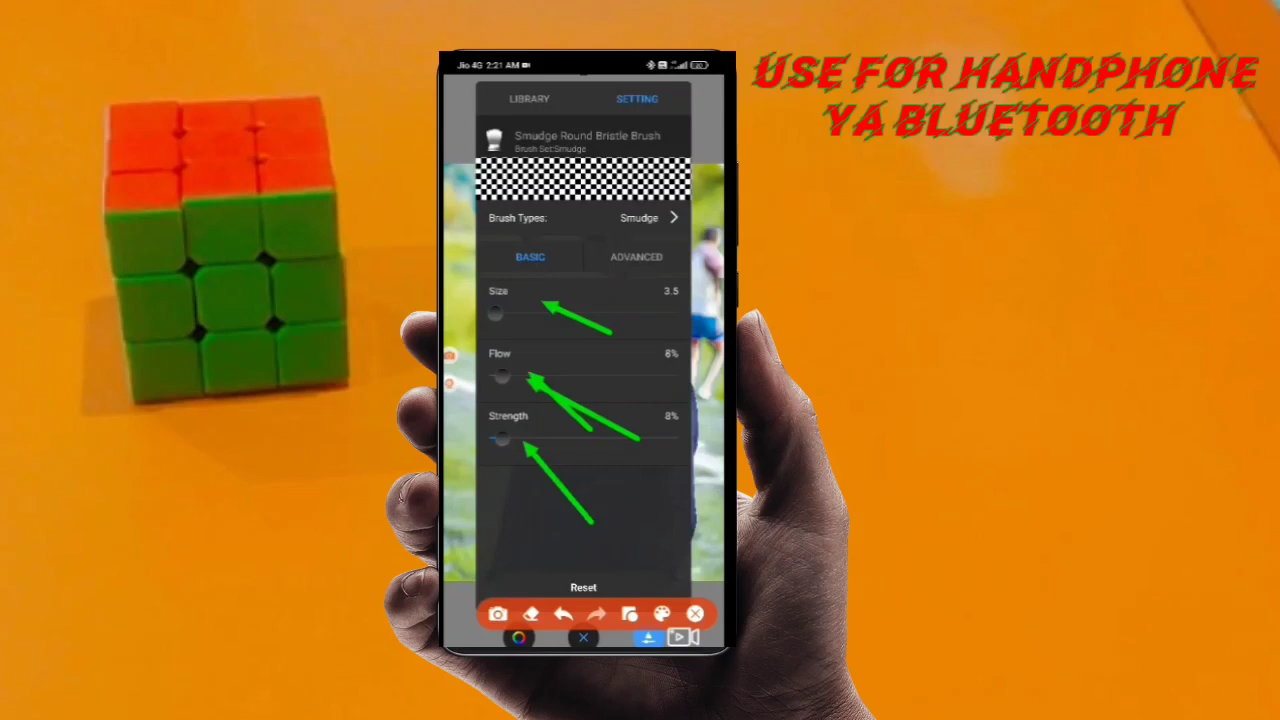 USE FOR HANDPHONE
YA BLUETOOTH
Jio 4G 2:21 AM
LIBRARY SETTING
Smudge Round Bristle Brush
Brush Set:Smudge
Brush Types: Smudge
BASIC ADVANCED
Size 3.5
Flow 8%
Strength 8%
Reset